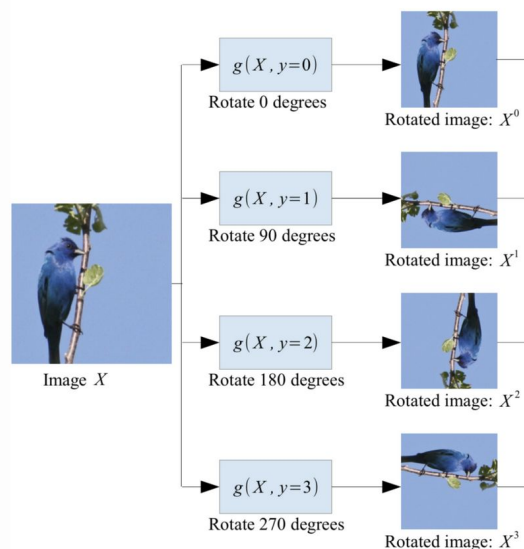 g(X, y=0)
Rotate 0 degrees
Rotated image: X⁰
g(X, y=1)
Rotate 90 degrees
Rotated image: X¹
Image X
g(X, y=2)
Rotate 180 degrees
Rotated image: X²
g(X, y=3)
Rotate 270 degrees
Rotated image: X³